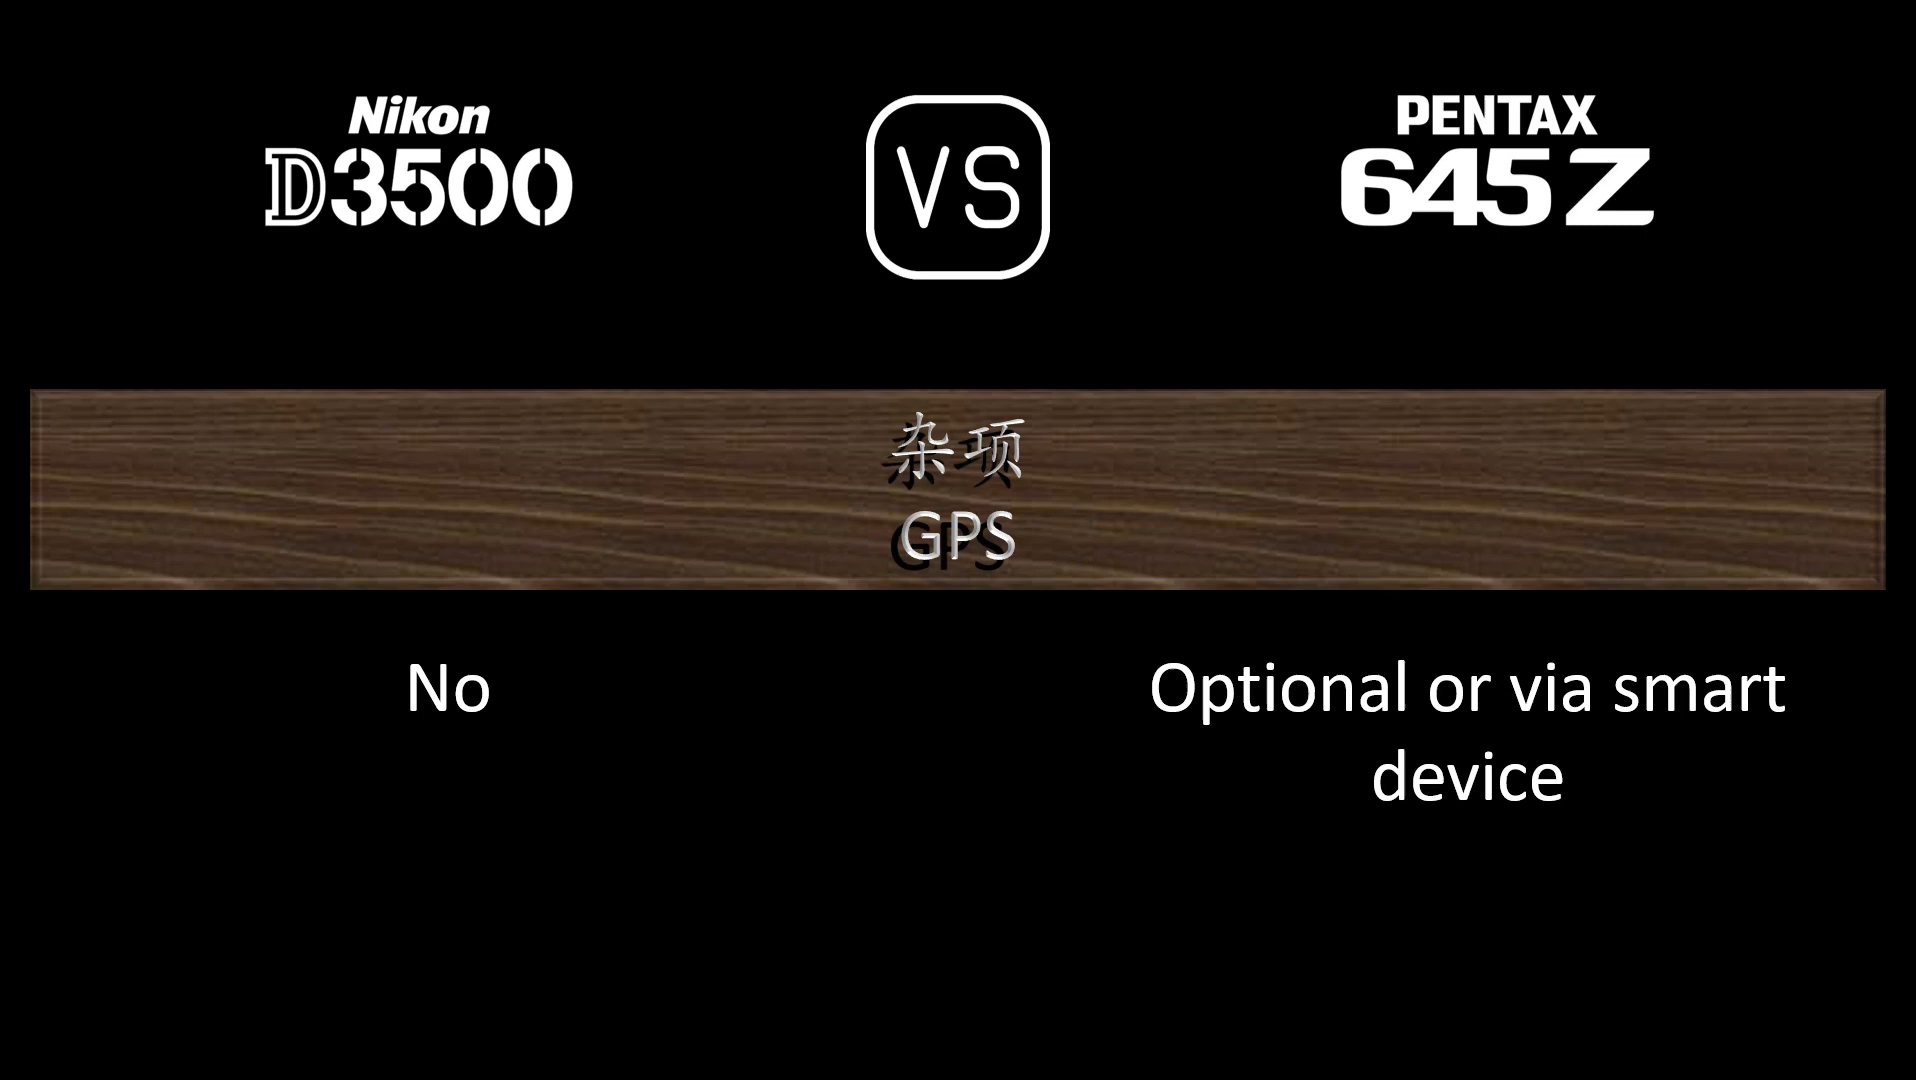 Nikon
D3500
VS
PENTAX
645Z
杂项
GPS
No
Optional or via smart
device